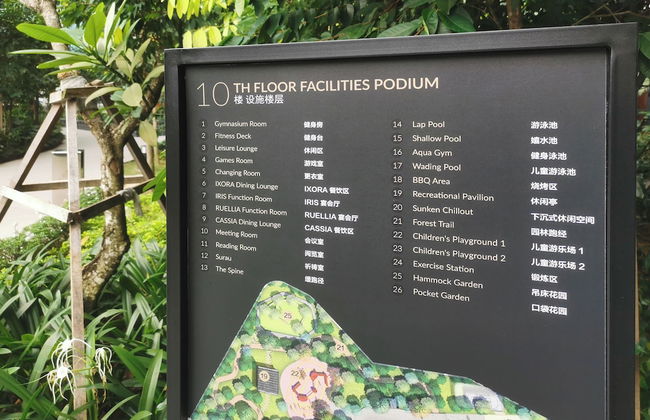 10 TH FLOOR FACILITIES PODIUM
楼 设施楼层
1 Gymnasium Room 健身房
2 Fitness Deck 健身台
3 Leisure Lounge 休闲区
4 Games Room 游戏室
5 Changing Room 更衣室
6 IXORA Dining Lounge IXORA 餐饮区
7 IRIS Function Room IRIS 宴会厅
8 RUELLIA Function Room RUELLIA 宴会厅
9 CASSIA Dining Lounge CASSIA 餐饮区
10 Meeting Room 会议室
11 Reading Room 阅览室
12 Surau 祈祷室
13 The Spine 缓跑径
14 Lap Pool 游泳池
15 Shallow Pool 嬉水池
16 Aqua Gym 健身泳池
17 Wading Pool 儿童游泳池
18 BBQ Area 烧烤区
19 Recreational Pavilion 休闲亭
20 Sunken Chillout 下沉式休闲空间
21 Forest Trail 园林跑经
22 Children's Playground 1 儿童游乐场 1
23 Children's Playground 2 儿童游乐场 2
24 Exercise Station 锻炼区
25 Hammock Garden 吊床花园
26 Pocket Garden 口袋花园
25
21
22
19